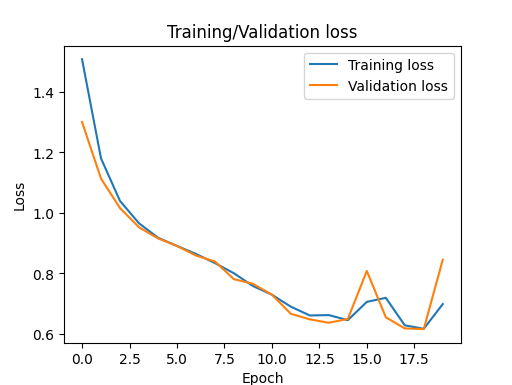 Training/Validation loss
Training loss
Validation loss
Loss
1.4
1.2
1.0
0.8
0.6
0.0 2.5 5.0 7.5 10.0 12.5 15.0 17.5
Epoch